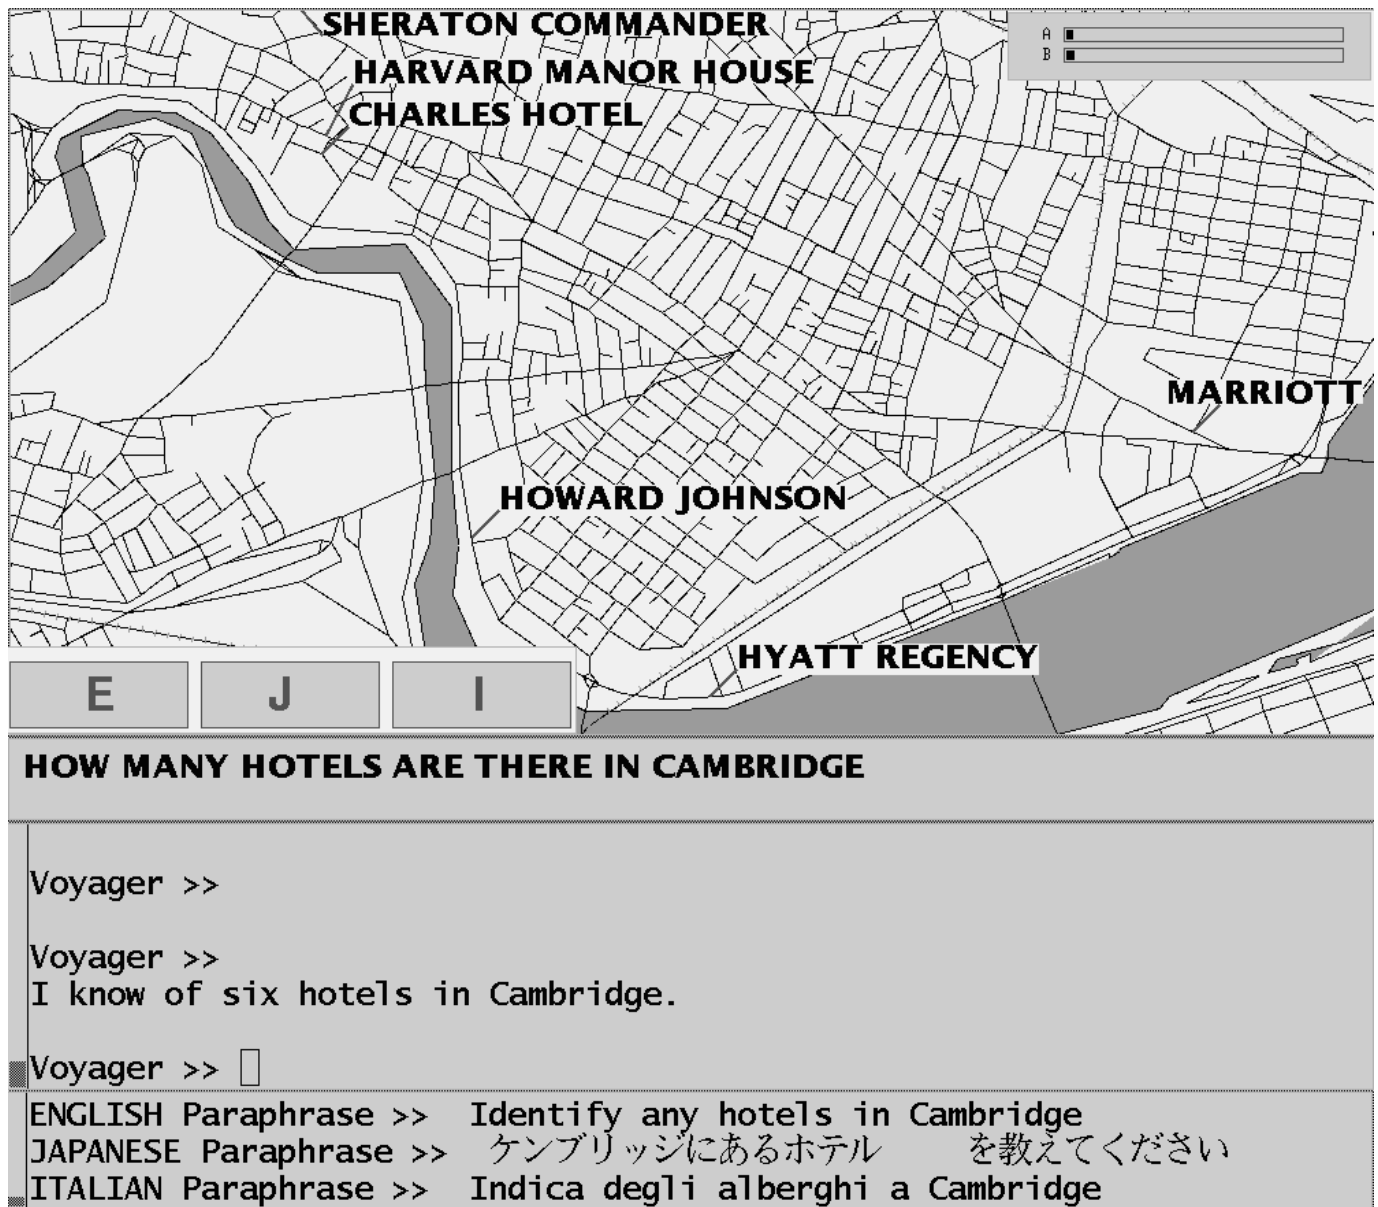 SHERATON COMMANDER
A
B
HARVARD MANOR HOUSE
CHARLES HOTEL
MARRIOTT
HOWARD JOHNSON
HYATT REGENCY
E J I
HOW MANY HOTELS ARE THERE IN CAMBRIDGE
Voyager >>
Voyager >>
I know of six hotels in Cambridge.
Voyager >>
ENGLISH Paraphrase >> Identify any hotels in Cambridge
JAPANESE Paraphrase >> ケンブリッジにあるホテル を教えてください
ITALIAN Paraphrase >> Indica degli alberghi a Cambridge